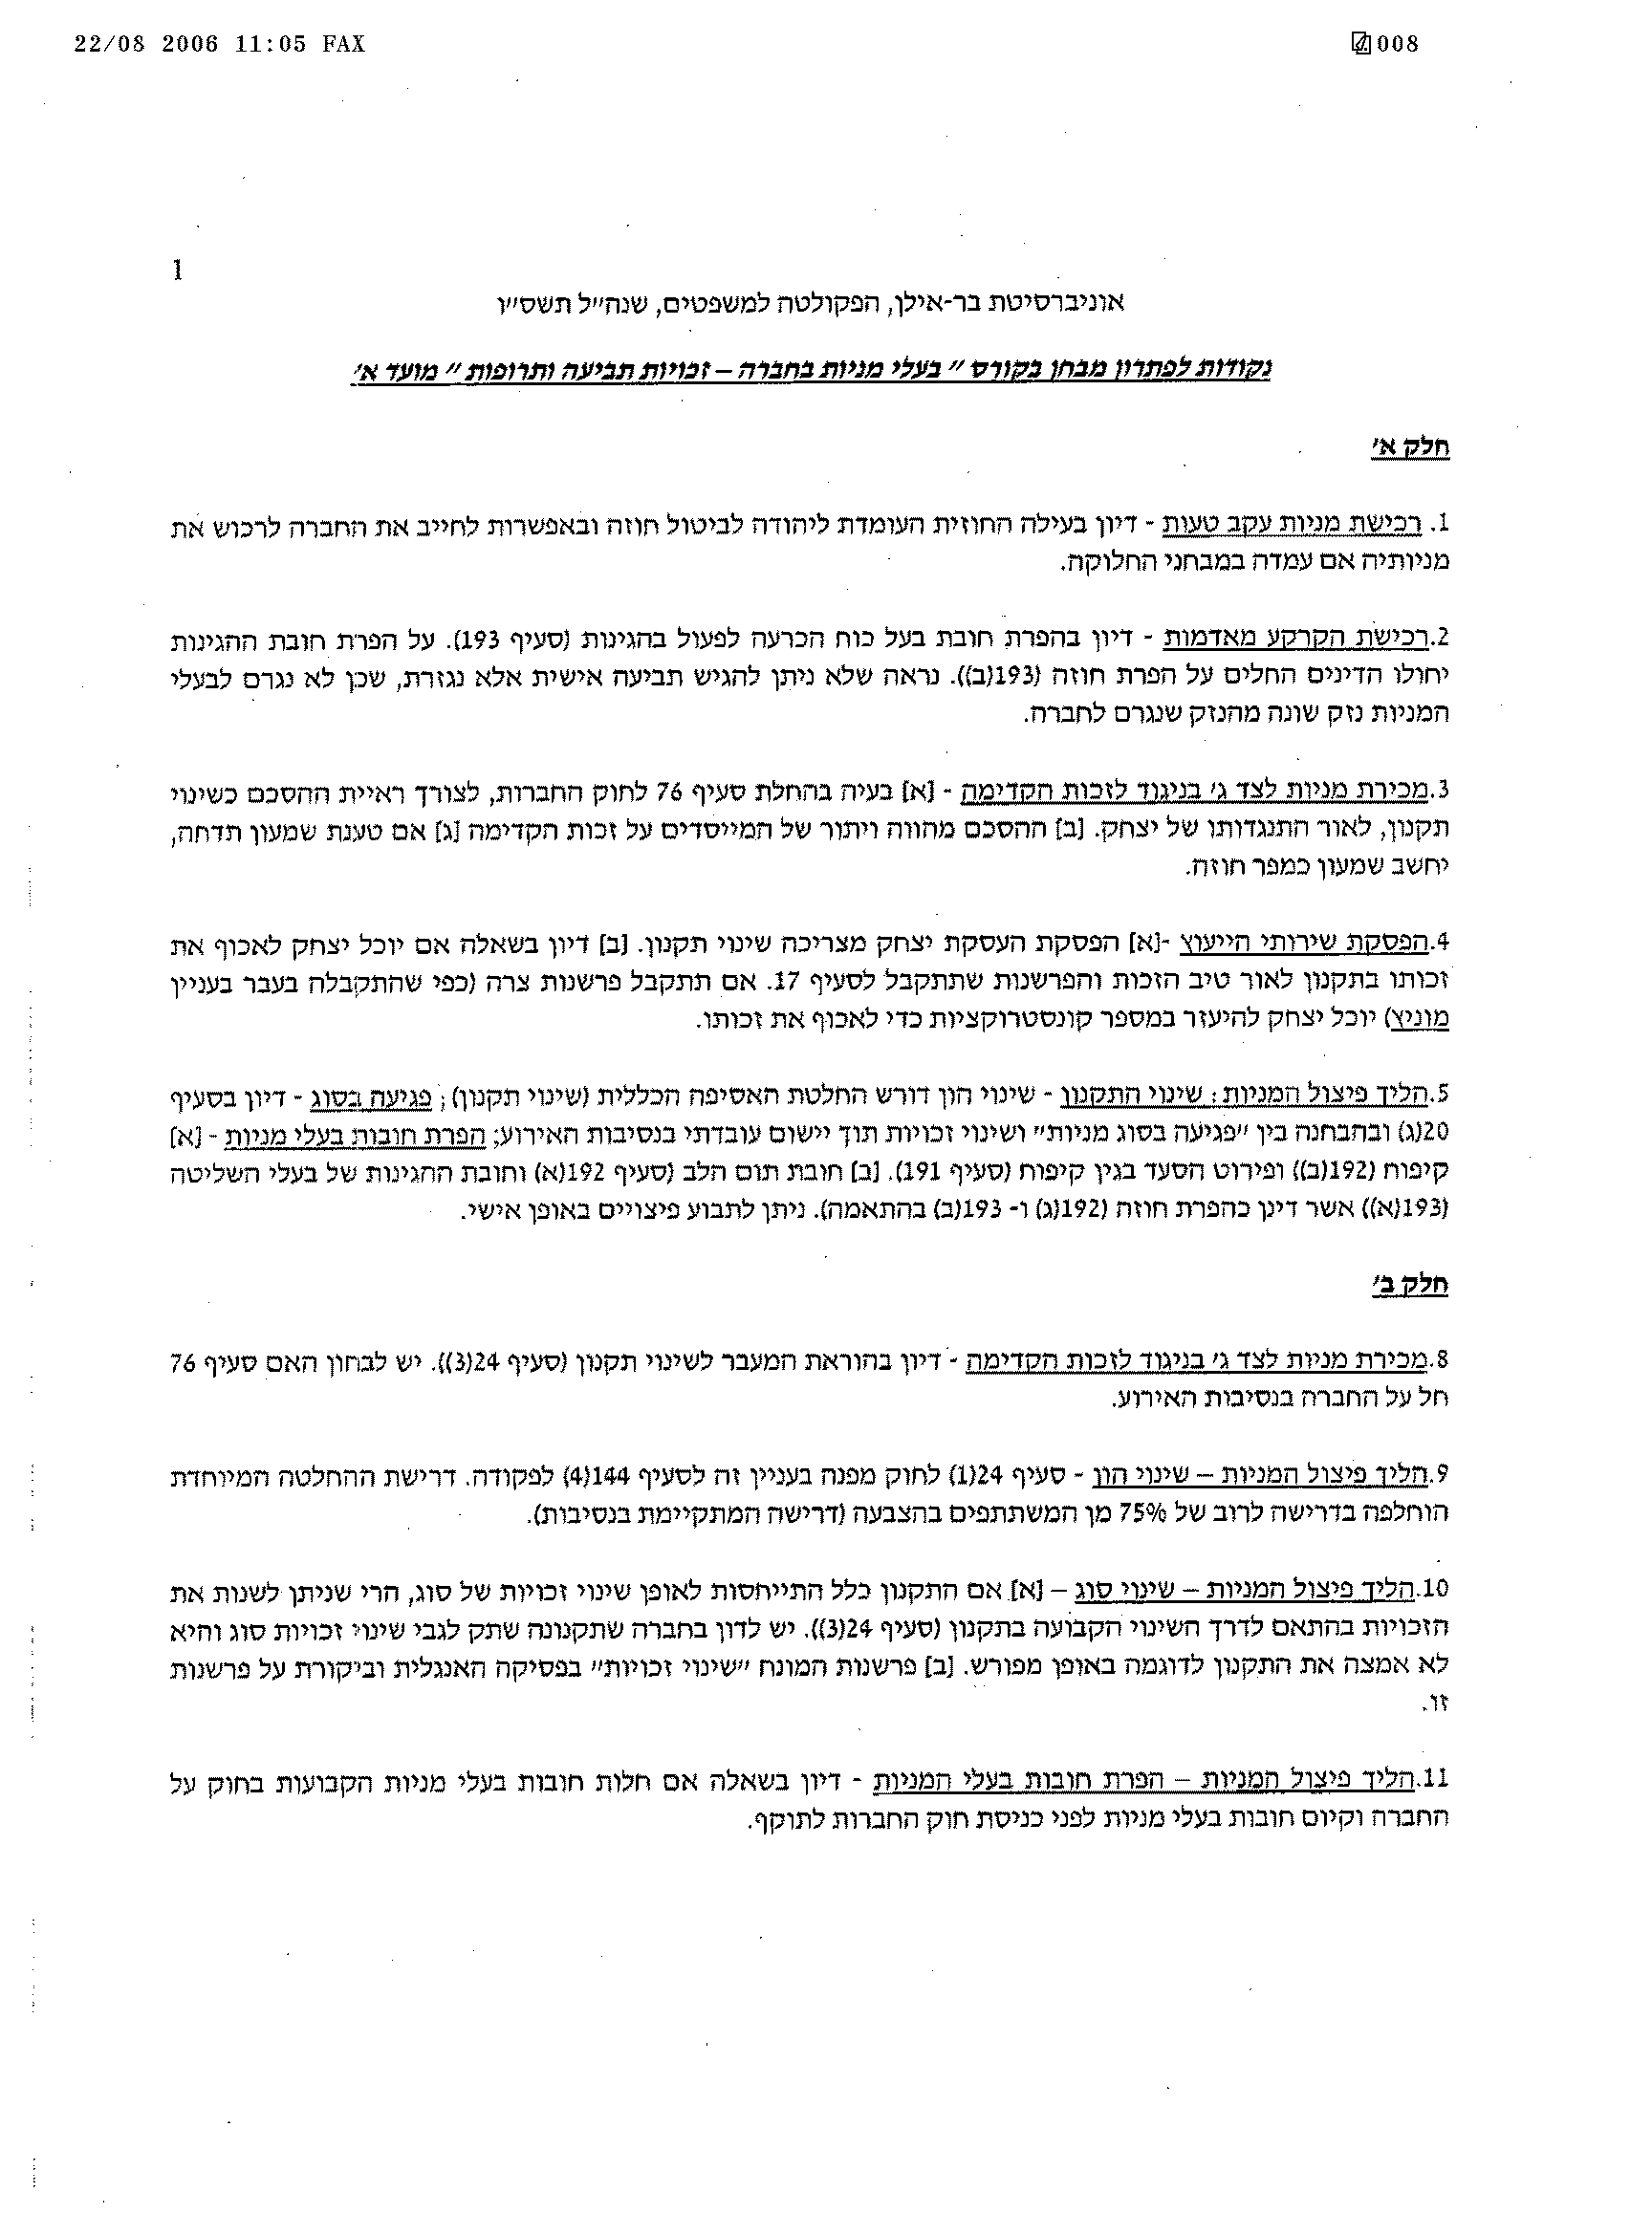 22/08 2006 11:05 FAX 008
1
אוניברסיטת בר-אילן, הפקולטה למשפטים, שנה״ל תשס״ו
נקודות לפתרון מבחן בקורס ״בעלי מניות בחברה – זכויות תביעה ותרופות״ מועד א׳
חלק א׳
1. רכישת מניות עקב טעות - דיון בעילה החוזית העומדת ליהודה לביטול חוזה ובאפשרות לחייב את החברה לרכוש את
מניותיה אם עמדה במבחני החלוקה.
2.רכישת הקרקע מאדמות - דיון בהפרת חובת בעל כוח הכרעה לפעול בהגינות (סעיף 193). על הפרת חובת ההגינות
יחולו הדינים החלים על הפרת חוזה (193(ב)). נראה שלא ניתן להגיש תביעה אישית אלא נגזרת, שכן לא נגרם לבעלי
המניות נזק שונה מהנזק שנגרם לחברה.
3.מכירת מניות לצד ג׳ בניגוד לזכות הקדימה - [א] בעיה בהחלת סעיף 76 לחוק החברות, לצורך ראיית ההסכם כשינוי
תקנון, לאור התנגדותו של יצחק. [ב] ההסכם מהווה ויתור של המייסדים על זכות הקדימה [ג] אם טענת שמעון תדחה,
יחשב שמעון כמפר חוזה.
4.הפסקת שירותי הייעוץ -[א] הפסקת העסקת יצחק מצריכה שינוי תקנון. [ב] דיון בשאלה אם יוכל יצחק לאכוף את
זכותו בתקנון לאור טיב הזכות והפרשנות שתתקבל לסעיף 17. אם תתקבל פרשנות צרה (כפי שהתקבלה בעבר בעניין
מוניץ) יוכל יצחק להיעזר במספר קונסטרוקציות כדי לאכוף את זכותו.
5.הליך פיצול המניות: שינוי התקנון - שינוי הון דורש החלטת האסיפה הכללית (שינוי תקנון); פגיעה בסוג - דיון בסעיף
20(ג) ובהבחנה בין ״פגיעה בסוג מניות״ ושינוי זכויות תוך יישום עובדתי בנסיבות האירוע; הפרת חובות בעלי מניות - [א]
קיפוח (192(ב)) ופירוט הסעד בגין קיפוח (סעיף 191). [ב] חובת תום הלב (סעיף 192(א) וחובת ההגינות של בעלי השליטה
(193(א)) אשר דינן כהפרת חוזה (192(ג) ו- 193(ב) בהתאמה). ניתן לתבוע פיצויים באופן אישי.
חלק ב׳
8.מכירת מניות לצד ג׳ בניגוד לזכות הקדימה - דיון בהוראת המעבר לשינוי תקנון (סעיף 24(3)). יש לבחון האם סעיף 76
חל על החברה בנסיבות האירוע.
9.הליך פיצול המניות – שינוי הון - סעיף 24(1) לחוק מפנה בעניין זה לסעיף 144(4) לפקודה. דרישת ההחלטה המיוחדת
הוחלפה בדרישה לרוב של 75% מן המשתתפים בהצבעה (דרישה המתקיימת בנסיבות).
10.הליך פיצול המניות – שינוי סוג – [א] אם התקנון כלל התייחסות לאופן שינוי זכויות של סוג, הרי שניתן לשנות את
הזכויות בהתאם לדרך השינוי הקבועה בתקנון (סעיף 24(3)). יש לדון בחברה שתקנונה שתק לגבי שינוי זכויות סוג והיא
לא אמצה את התקנון לדוגמה באופן מפורש. [ב] פרשנות המונח ״שינוי זכויות״ בפסיקה האנגלית וביקורת על פרשנות
זו.
11.הליך פיצול המניות – הפרת חובות בעלי המניות - דיון בשאלה אם חלות חובות בעלי מניות הקבועות בחוק על
החברה וקיום חובות בעלי מניות לפני כניסת חוק החברות לתוקף.